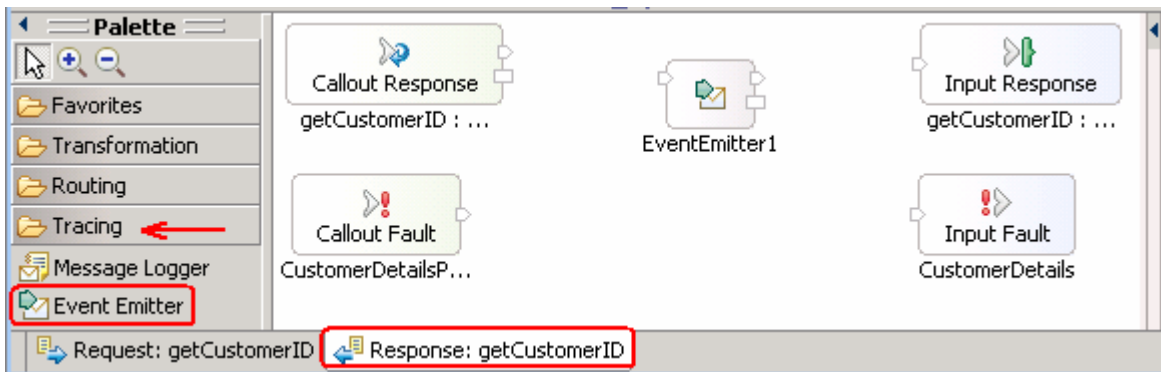 Palette
Favorites
Transformation
Routing
Tracing
Message Logger
Event Emitter
Callout Response
getCustomerID : ...
EventEmitter1
Input Response
getCustomerID : ...
Callout Fault
CustomerDetailsP...
Input Fault
CustomerDetails
Request: getCustomerID
Response: getCustomerID